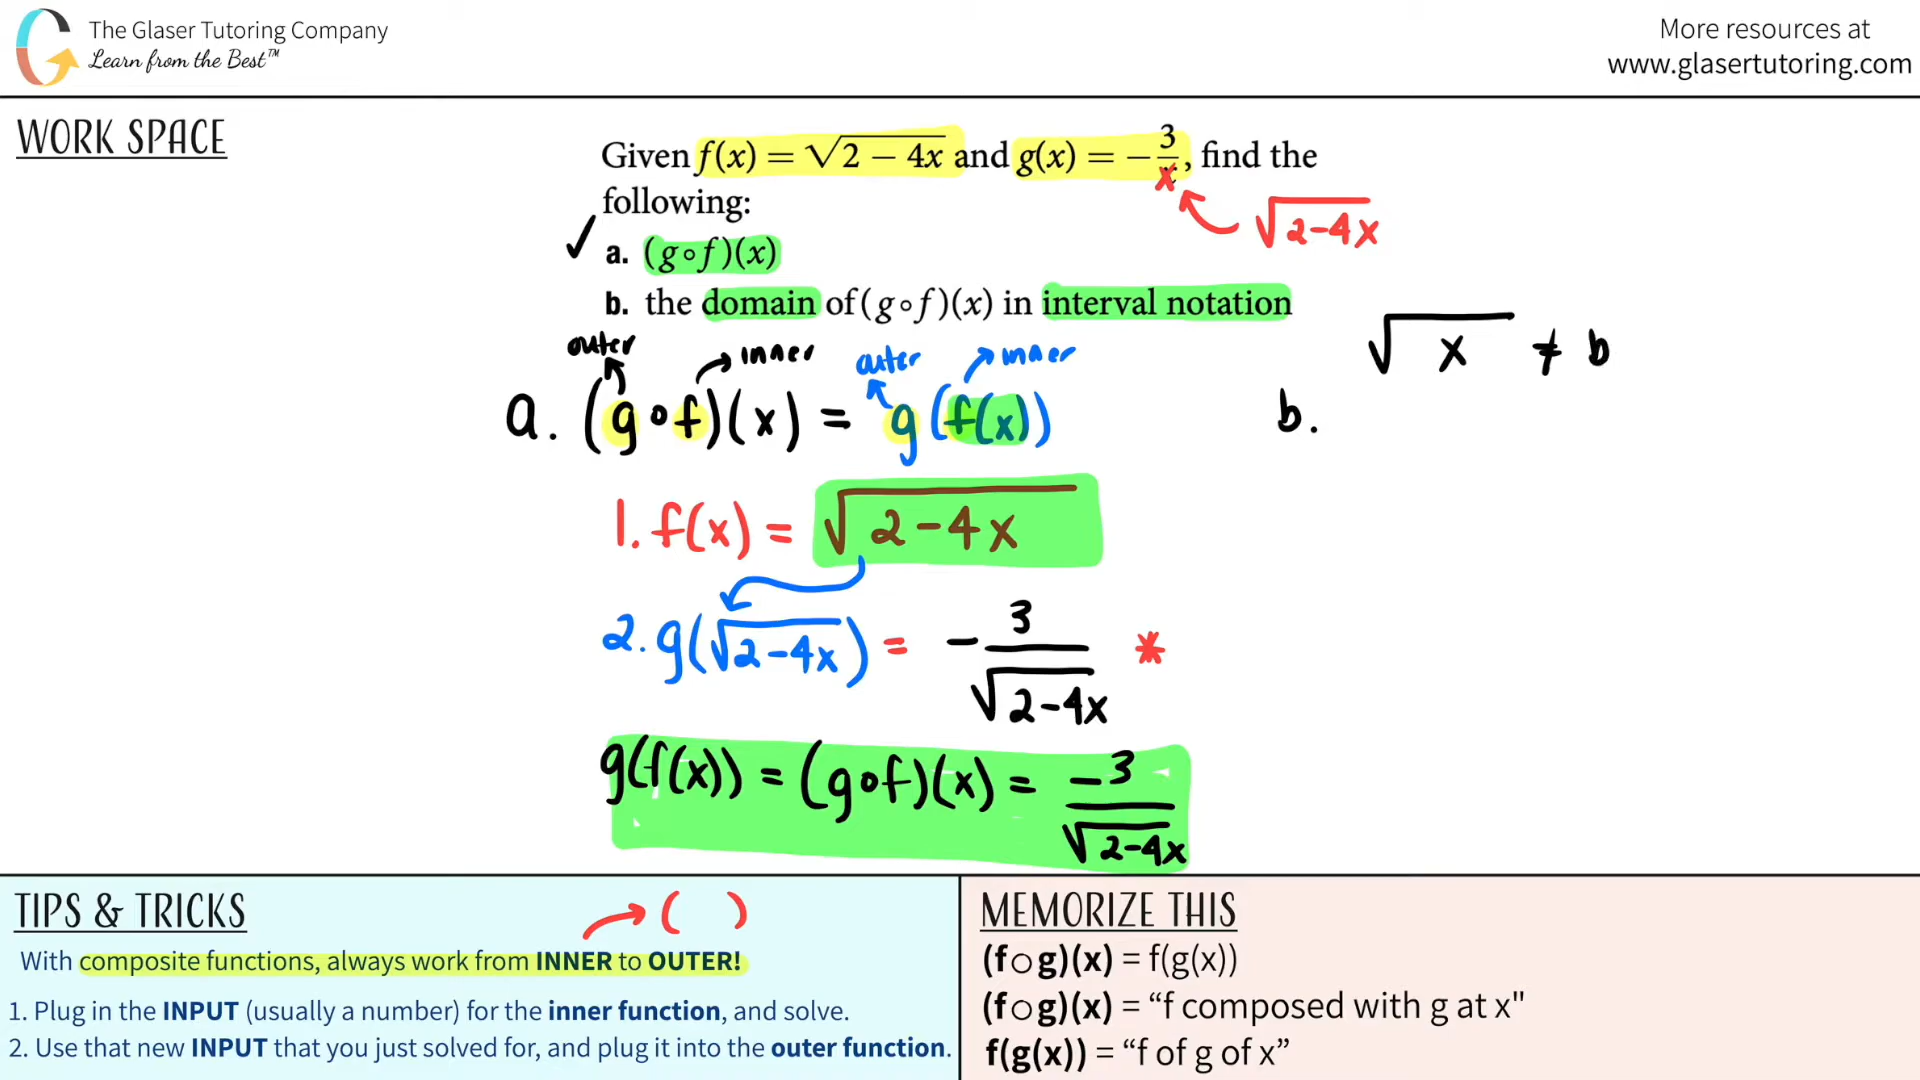 The Glaser Tutoring Company
Learn from the Best™
More resources at
www.glasertutoring.com
WORK SPACE
Given f(x) = √(2 − 4x) and g(x) = −3/x, find the
following:
√(2-4x)
✓
a. (g∘f)(x)
b. the domain of (g∘f)(x) in interval notation
outer
inner
outer
inner
√x ≠ b
a. (g∘f)(x) = g(f(x))
b.
1. f(x) = √(2-4x)
2. g(√(2-4x)) = -3/√(2-4x) *
g(f(x)) = (g∘f)(x) = -3/√(2-4x)
TIPS & TRICKS
( )
With composite functions, always work from INNER to OUTER!
1. Plug in the INPUT (usually a number) for the inner function, and solve.
2. Use that new INPUT that you just solved for, and plug it into the outer function.
MEMORIZE THIS
(f○g)(x) = f(g(x))
(f○g)(x) = “f composed with g at x"
f(g(x)) = “f of g of x”